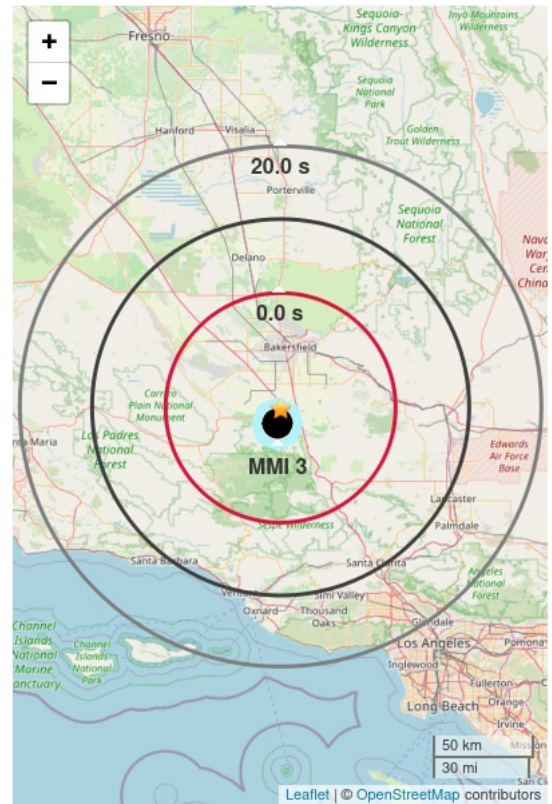 Sequoia-
Kings Canyon
Wilderness
Inyo Mountains
Wilderness
+
−
Fresno
Sequoia
National
Park
Hanford
Visalia
Golden
Trout Wilderness
20.0 s
Porterville
Sequoia
National
Forest
Delano
0.0 s
Bakersfield
Carrizo
Plain National
Monument
Los Padres
National
Forest
MMI 3
Edwards
Air Force
Base
Lancaster
Palmdale
Sespe Wilderness
Santa Barbara
Santa Clarita
Angeles
National
Forest
Simi Valley
Oxnard
Thousand
Oaks
Glendale
Channel
Islands
National
Marine
Channel
Islands
National
Park
Los Angeles
Pomona
Inglewood
Fullerton
Long Beach
Orange
Irvine
50 km
30 mi
Leaflet | © OpenStreetMap contributors